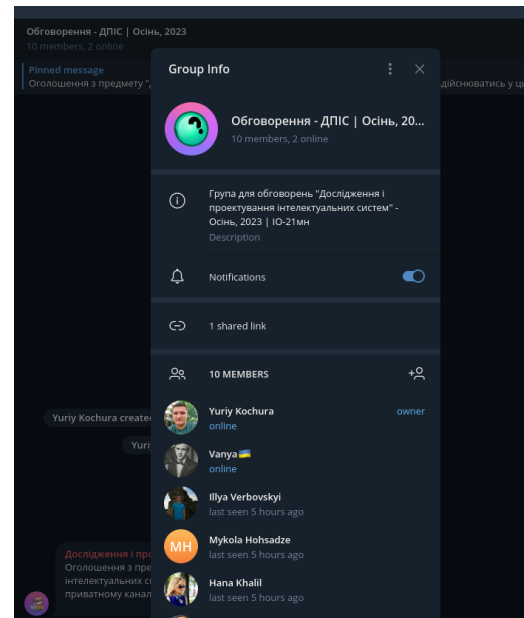 Обговорення - ДПІС | Осінь, 2023
10 members, 2 online
Pinned message
Оголошення з предмету "Д
дійснюватись у ці
Group Info
Обговорення - ДПІС | Осінь, 20...
10 members, 2 online
Група для обговорень "Дослідження і
проектування інтелектуальних систем" -
Осінь, 2023 | ІО-21мн
Description
Notifications
1 shared link
10 MEMBERS
Yuriy Kochura
owner
online
Vanya🇺🇦
online
Illya Verbovskyi
last seen 5 hours ago
MH
Mykola Hohsadze
last seen 5 hours ago
Hana Khalil
last seen 5 hours ago
Yuriy Kochura created
Yuri
Дослідження і про
Оголошення з пре
інтелектуальних с
приватному канал